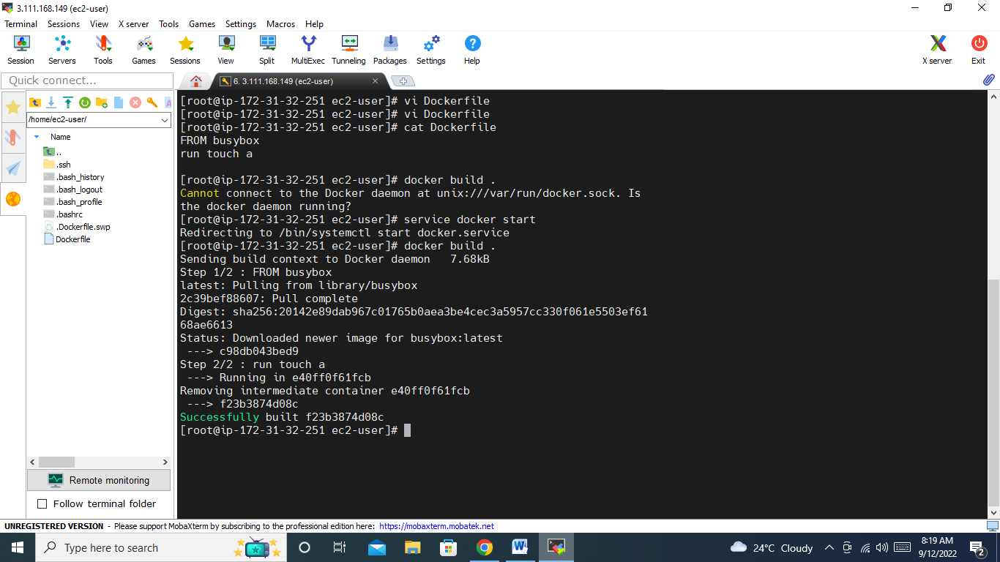 3.111.168.149 (ec2-user)
Terminal Sessions View X server Tools Games Settings Macros Help
Session Servers Tools Games Sessions View Split MultiExec Tunneling Packages Settings Help X server Exit
Quick connect...
6. 3.111.168.149 (ec2-user)
/home/ec2-user/
Name
..
.ssh
.bash_history
.bash_logout
.bash_profile
.bashrc
.Dockerfile.swp
Dockerfile
Remote monitoring
Follow terminal folder
[root@ip-172-31-32-251 ec2-user]# vi Dockerfile
[root@ip-172-31-32-251 ec2-user]# vi Dockerfile
[root@ip-172-31-32-251 ec2-user]# cat Dockerfile
FROM busybox
run touch a
[root@ip-172-31-32-251 ec2-user]# docker build .
Cannot connect to the Docker daemon at unix:///var/run/docker.sock. Is
the docker daemon running?
[root@ip-172-31-32-251 ec2-user]# service docker start
Redirecting to /bin/systemctl start docker.service
[root@ip-172-31-32-251 ec2-user]# docker build .
Sending build context to Docker daemon   7.68kB
Step 1/2 : FROM busybox
latest: Pulling from library/busybox
2c39bef88607: Pull complete
Digest: sha256:20142e89dab967c01765b0aea3be4cec3a5957cc330f061e5503ef61
68ae6613
Status: Downloaded newer image for busybox:latest
 ---> c98db043bed9
Step 2/2 : run touch a
 ---> Running in e40ff0f61fcb
Removing intermediate container e40ff0f61fcb
 ---> f23b3874d08c
Successfully built f23b3874d08c
[root@ip-172-31-32-251 ec2-user]#
UNREGISTERED VERSION - Please support MobaXterm by subscribing to the professional edition here: https://mobaxterm.mobatek.net
Type here to search
24°C Cloudy
8:19 AM
9/12/2022
2